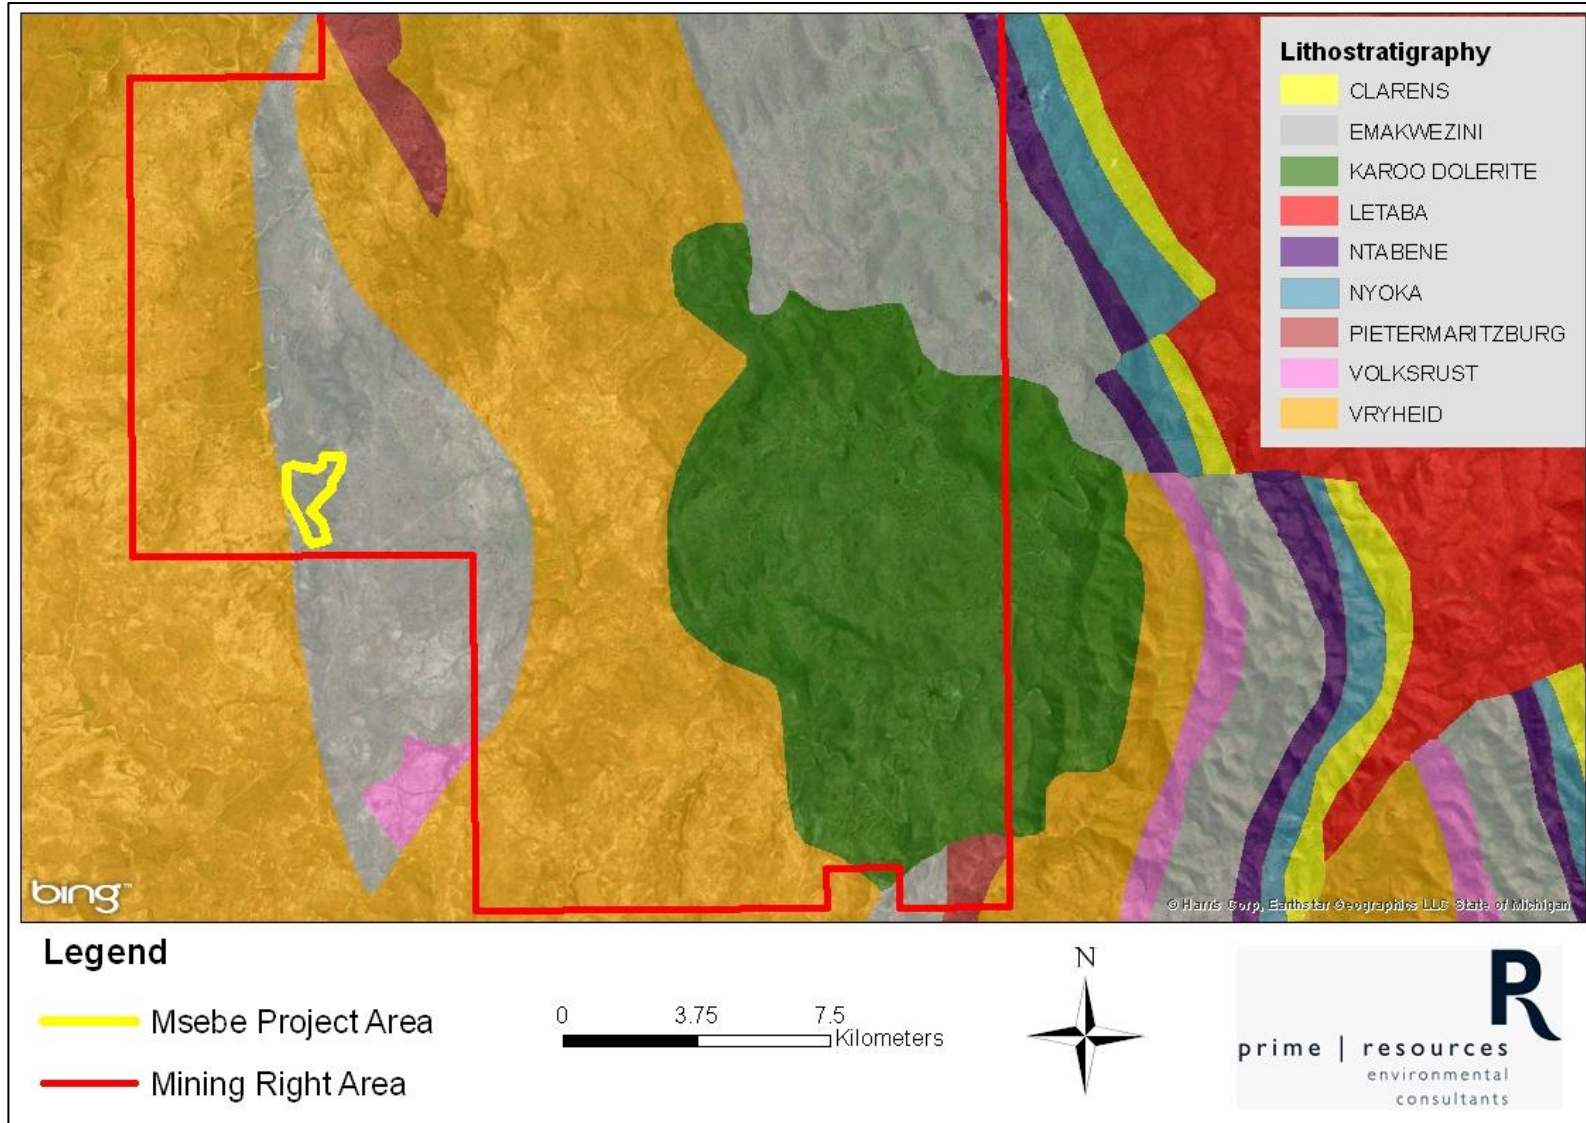 Lithostratigraphy
CLARENS
EMAKWEZINI
KAROO DOLERITE
LETABA
NTABENE
NYOKA
PIETERMARITZBURG
VOLKSRUST
VRYHEID
bing™
© Harris Corp, Earthstar Geographics LLC State of Michigan
Legend
Msebe Project Area
Mining Right Area
0 3.75 7.5
Kilometers
N
R
prime | resources
environmental
consultants